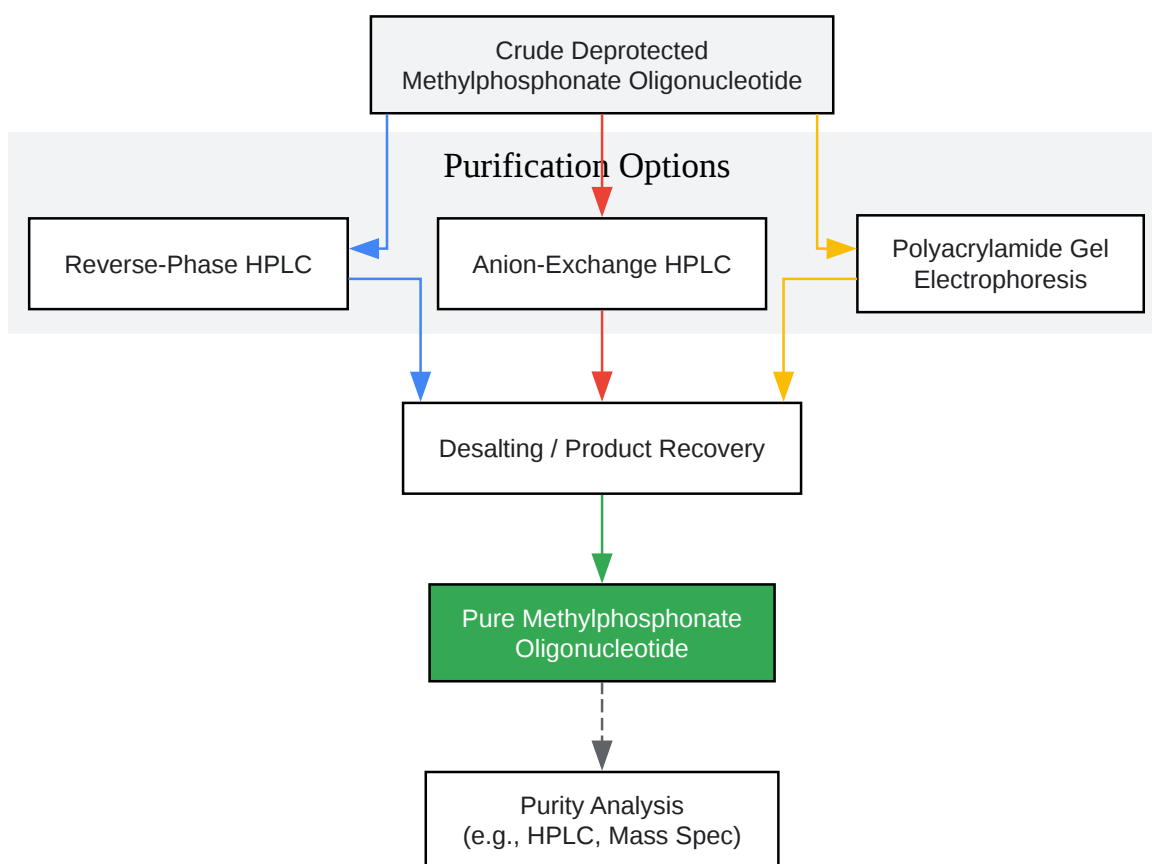 Crude Deprotected
Methylphosphonate Oligonucleotide
Purification Options
Reverse-Phase HPLC
Anion-Exchange HPLC
Polyacrylamide Gel
Electrophoresis
Desalting / Product Recovery
Pure Methylphosphonate
Oligonucleotide
Purity Analysis
(e.g., HPLC, Mass Spec)